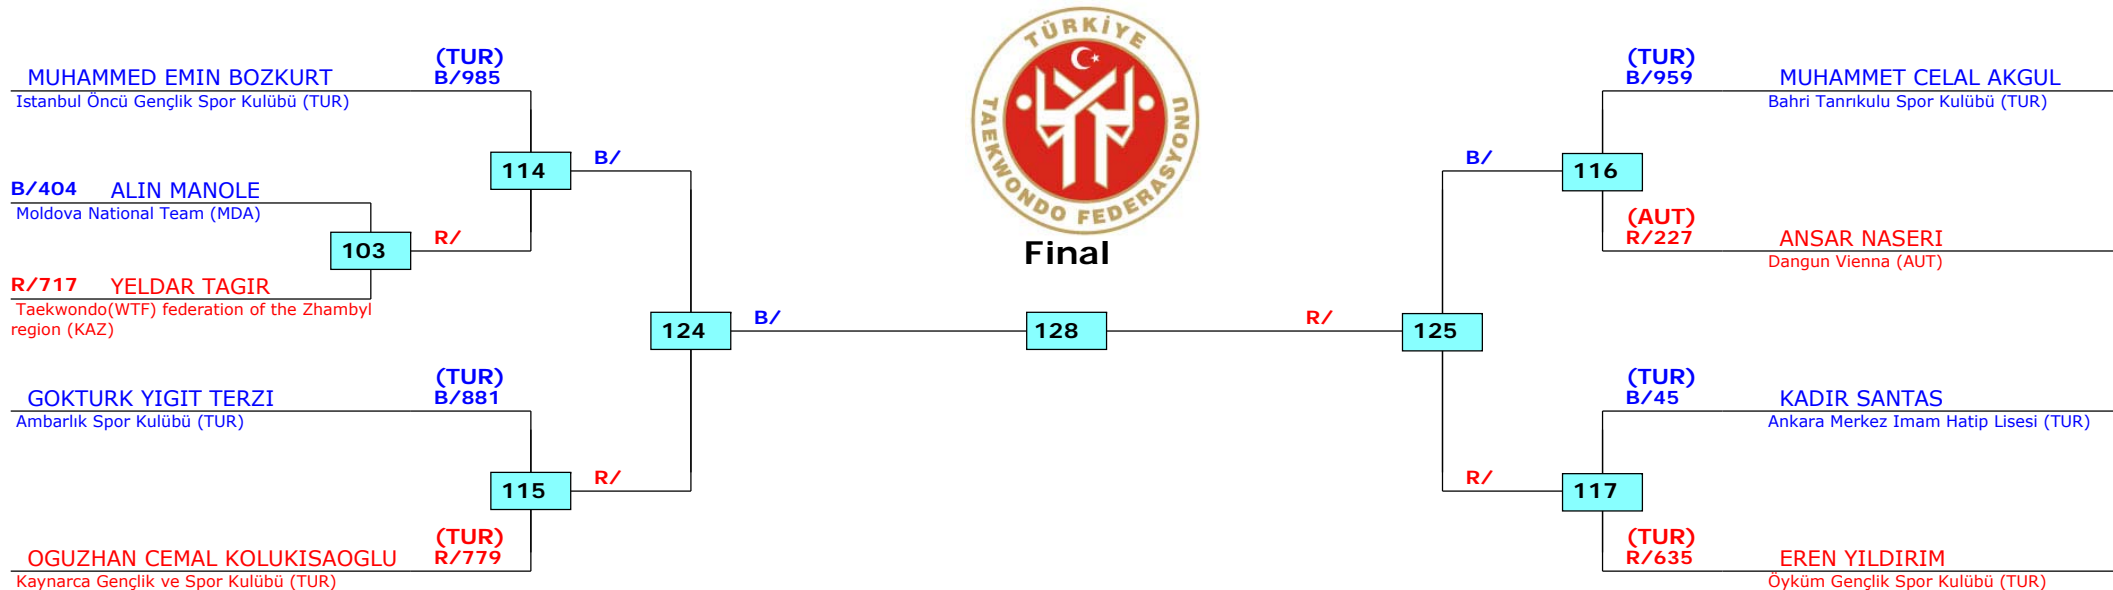 TÜRKİYE
TAEKWONDO FEDERASYONU
Final
(TUR)
MUHAMMED EMIN BOZKURT B/985
Istanbul Öncü Gençlik Spor Kulübü (TUR)
114
B/
B/404 ALIN MANOLE
Moldova National Team (MDA)
103
R/
R/717 YELDAR TAGIR
Taekwondo(WTF) federation of the Zhambyl
region (KAZ)
124
B/
128
R/
125
(TUR)
GOKTURK YIGIT TERZI B/881
Ambarlık Spor Kulübü (TUR)
115
R/
(TUR)
OGUZHAN CEMAL KOLUKISAOGLU R/779
Kaynarca Gençlik ve Spor Kulübü (TUR)
(TUR)
B/959 MUHAMMET CELAL AKGUL
Bahri Tanrıkulu Spor Kulübü (TUR)
B/
116
(AUT)
R/227 ANSAR NASERI
Dangun Vienna (AUT)
(TUR)
B/45 KADIR SANTAS
Ankara Merkez Imam Hatip Lisesi (TUR)
R/
117
(TUR)
R/635 EREN YILDIRIM
Öyküm Gençlik Spor Kulübü (TUR)